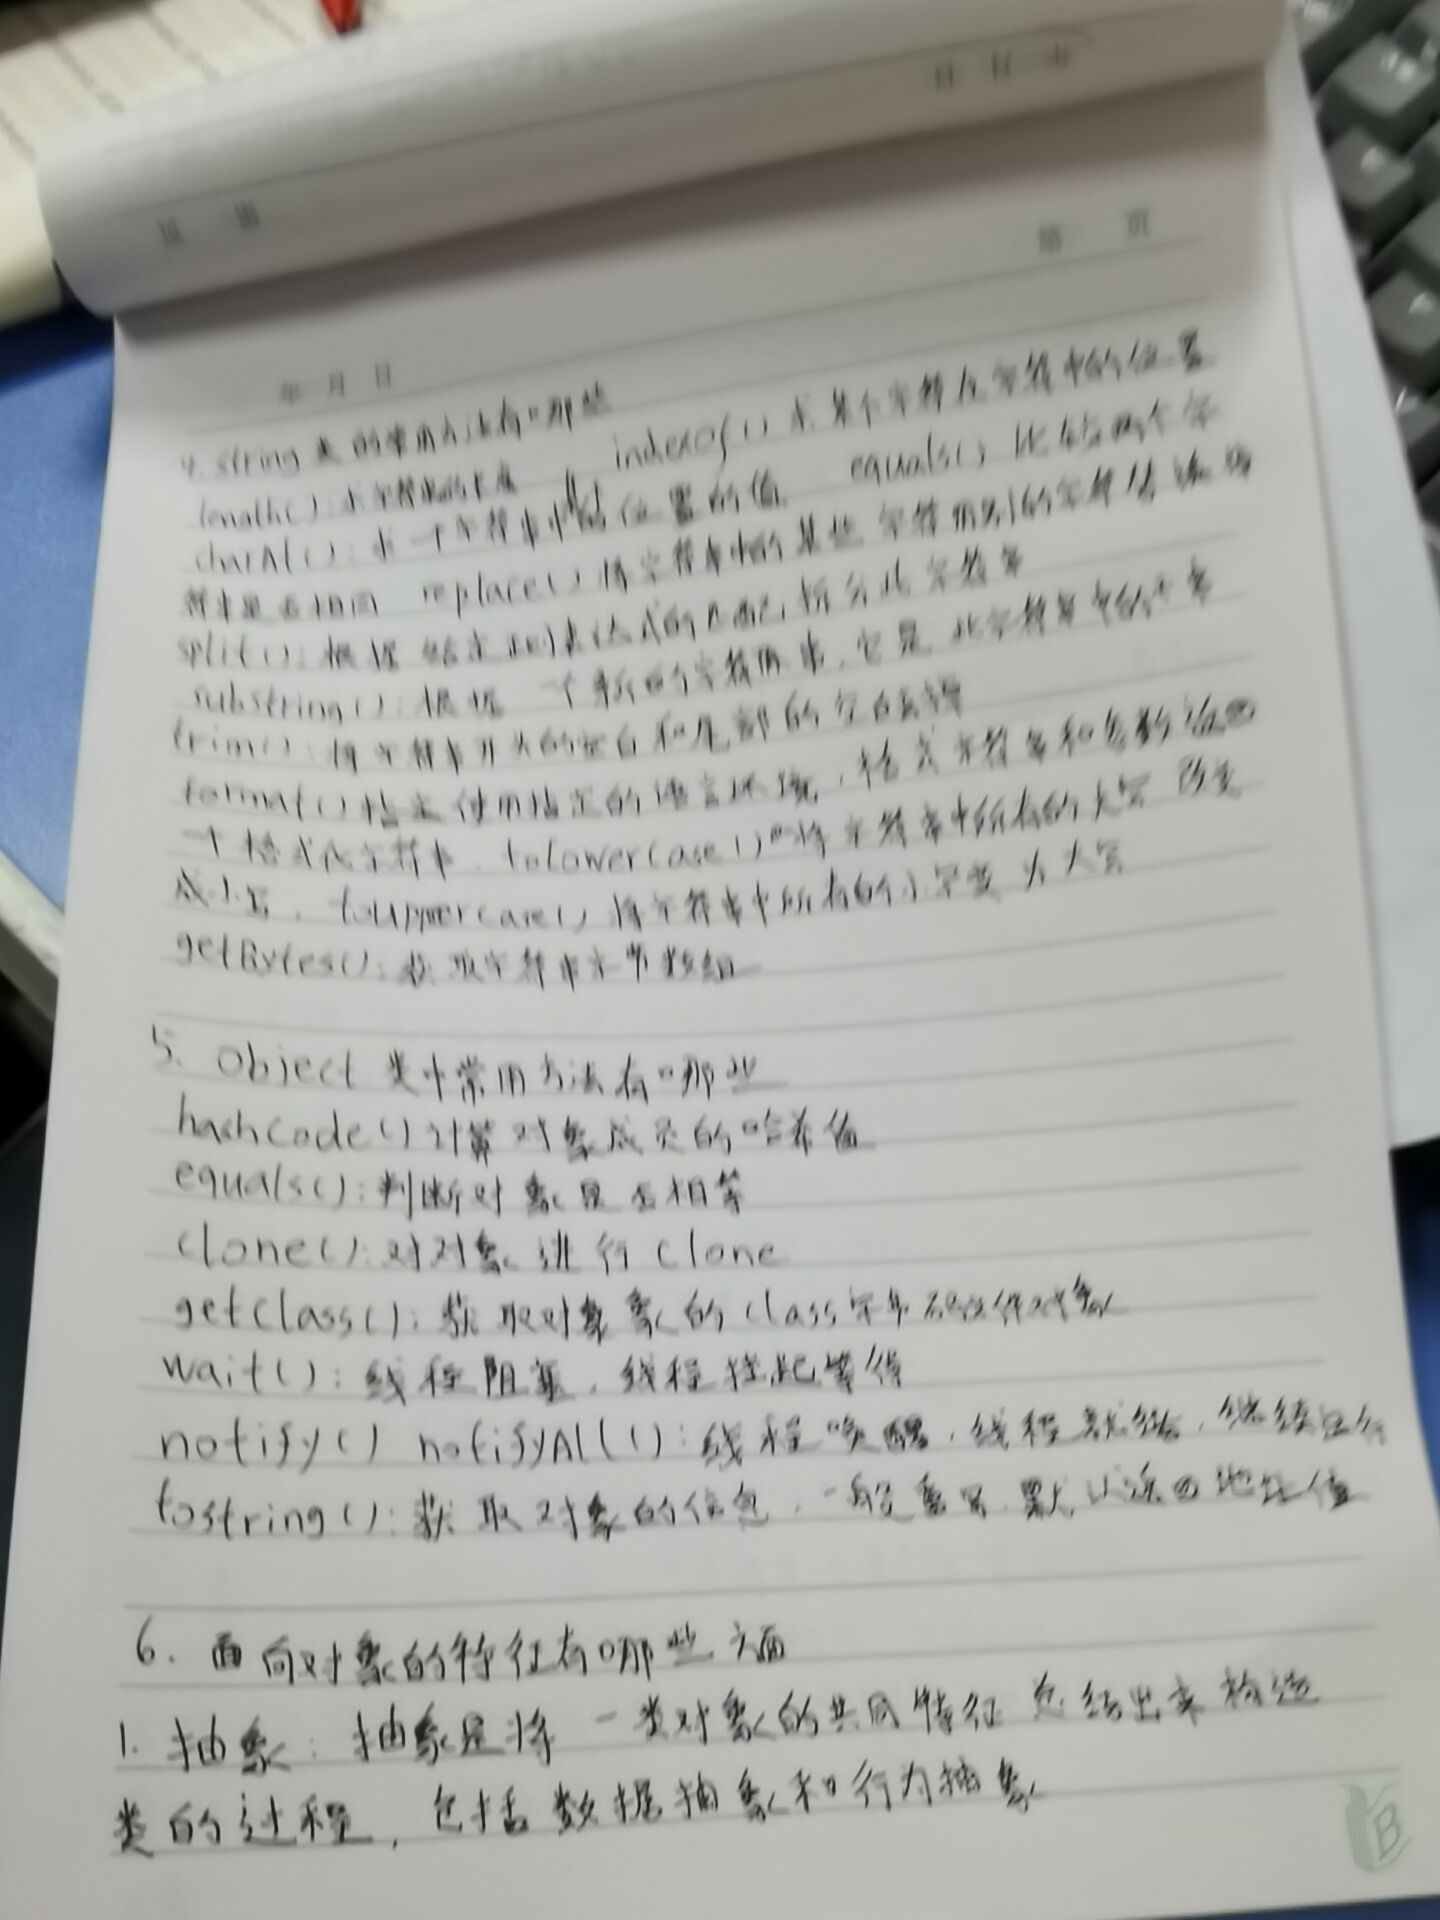 第 页
年 月 日
4. string 类的常用方法有哪些
length(): 求字符串的长度 indexOf() 求某个字符在字符中的位置
charAt(): 求一个字符串中的位置的值 equals() 比较两个字
符串是否相同 replace() 将字符串中的某些字符用别的字符替换掉
split(): 根据给定正则表达式的匹配拆分此字符串
substring(): 根据 一个新的字符串, 它是此字符串中的子串
trim(): 将字符串开头的空白和尾部的空白去掉
format() 指定使用指定的语言环境, 格式字符串和参数返回
一个格式化字符串. toLowerCase() 将字符串中所有的大写改变
成小写. toUppercase() 将字符串中所有的小写变为大写
getBytes(): 获取字符串字节数组
5. Object 类中常用方法有哪些
hashCode() 计算对象成员的哈希值
equals(): 判断对象是否相等
clone(): 对对象进行 clone
getClass(): 获取对象的 class 字节码文件对象
wait(): 线程阻塞, 线程挂起等待
notify() notifyAll(): 线程唤醒, 线程就绪, 继续运行
tostring(): 获取对象的信息, 一般重写, 默认返回地址值
6. 面向对象的特征有哪些方面
1. 抽象: 抽象是将一类对象的共同特征总结出来构造
类的过程, 包括数据抽象和行为抽象